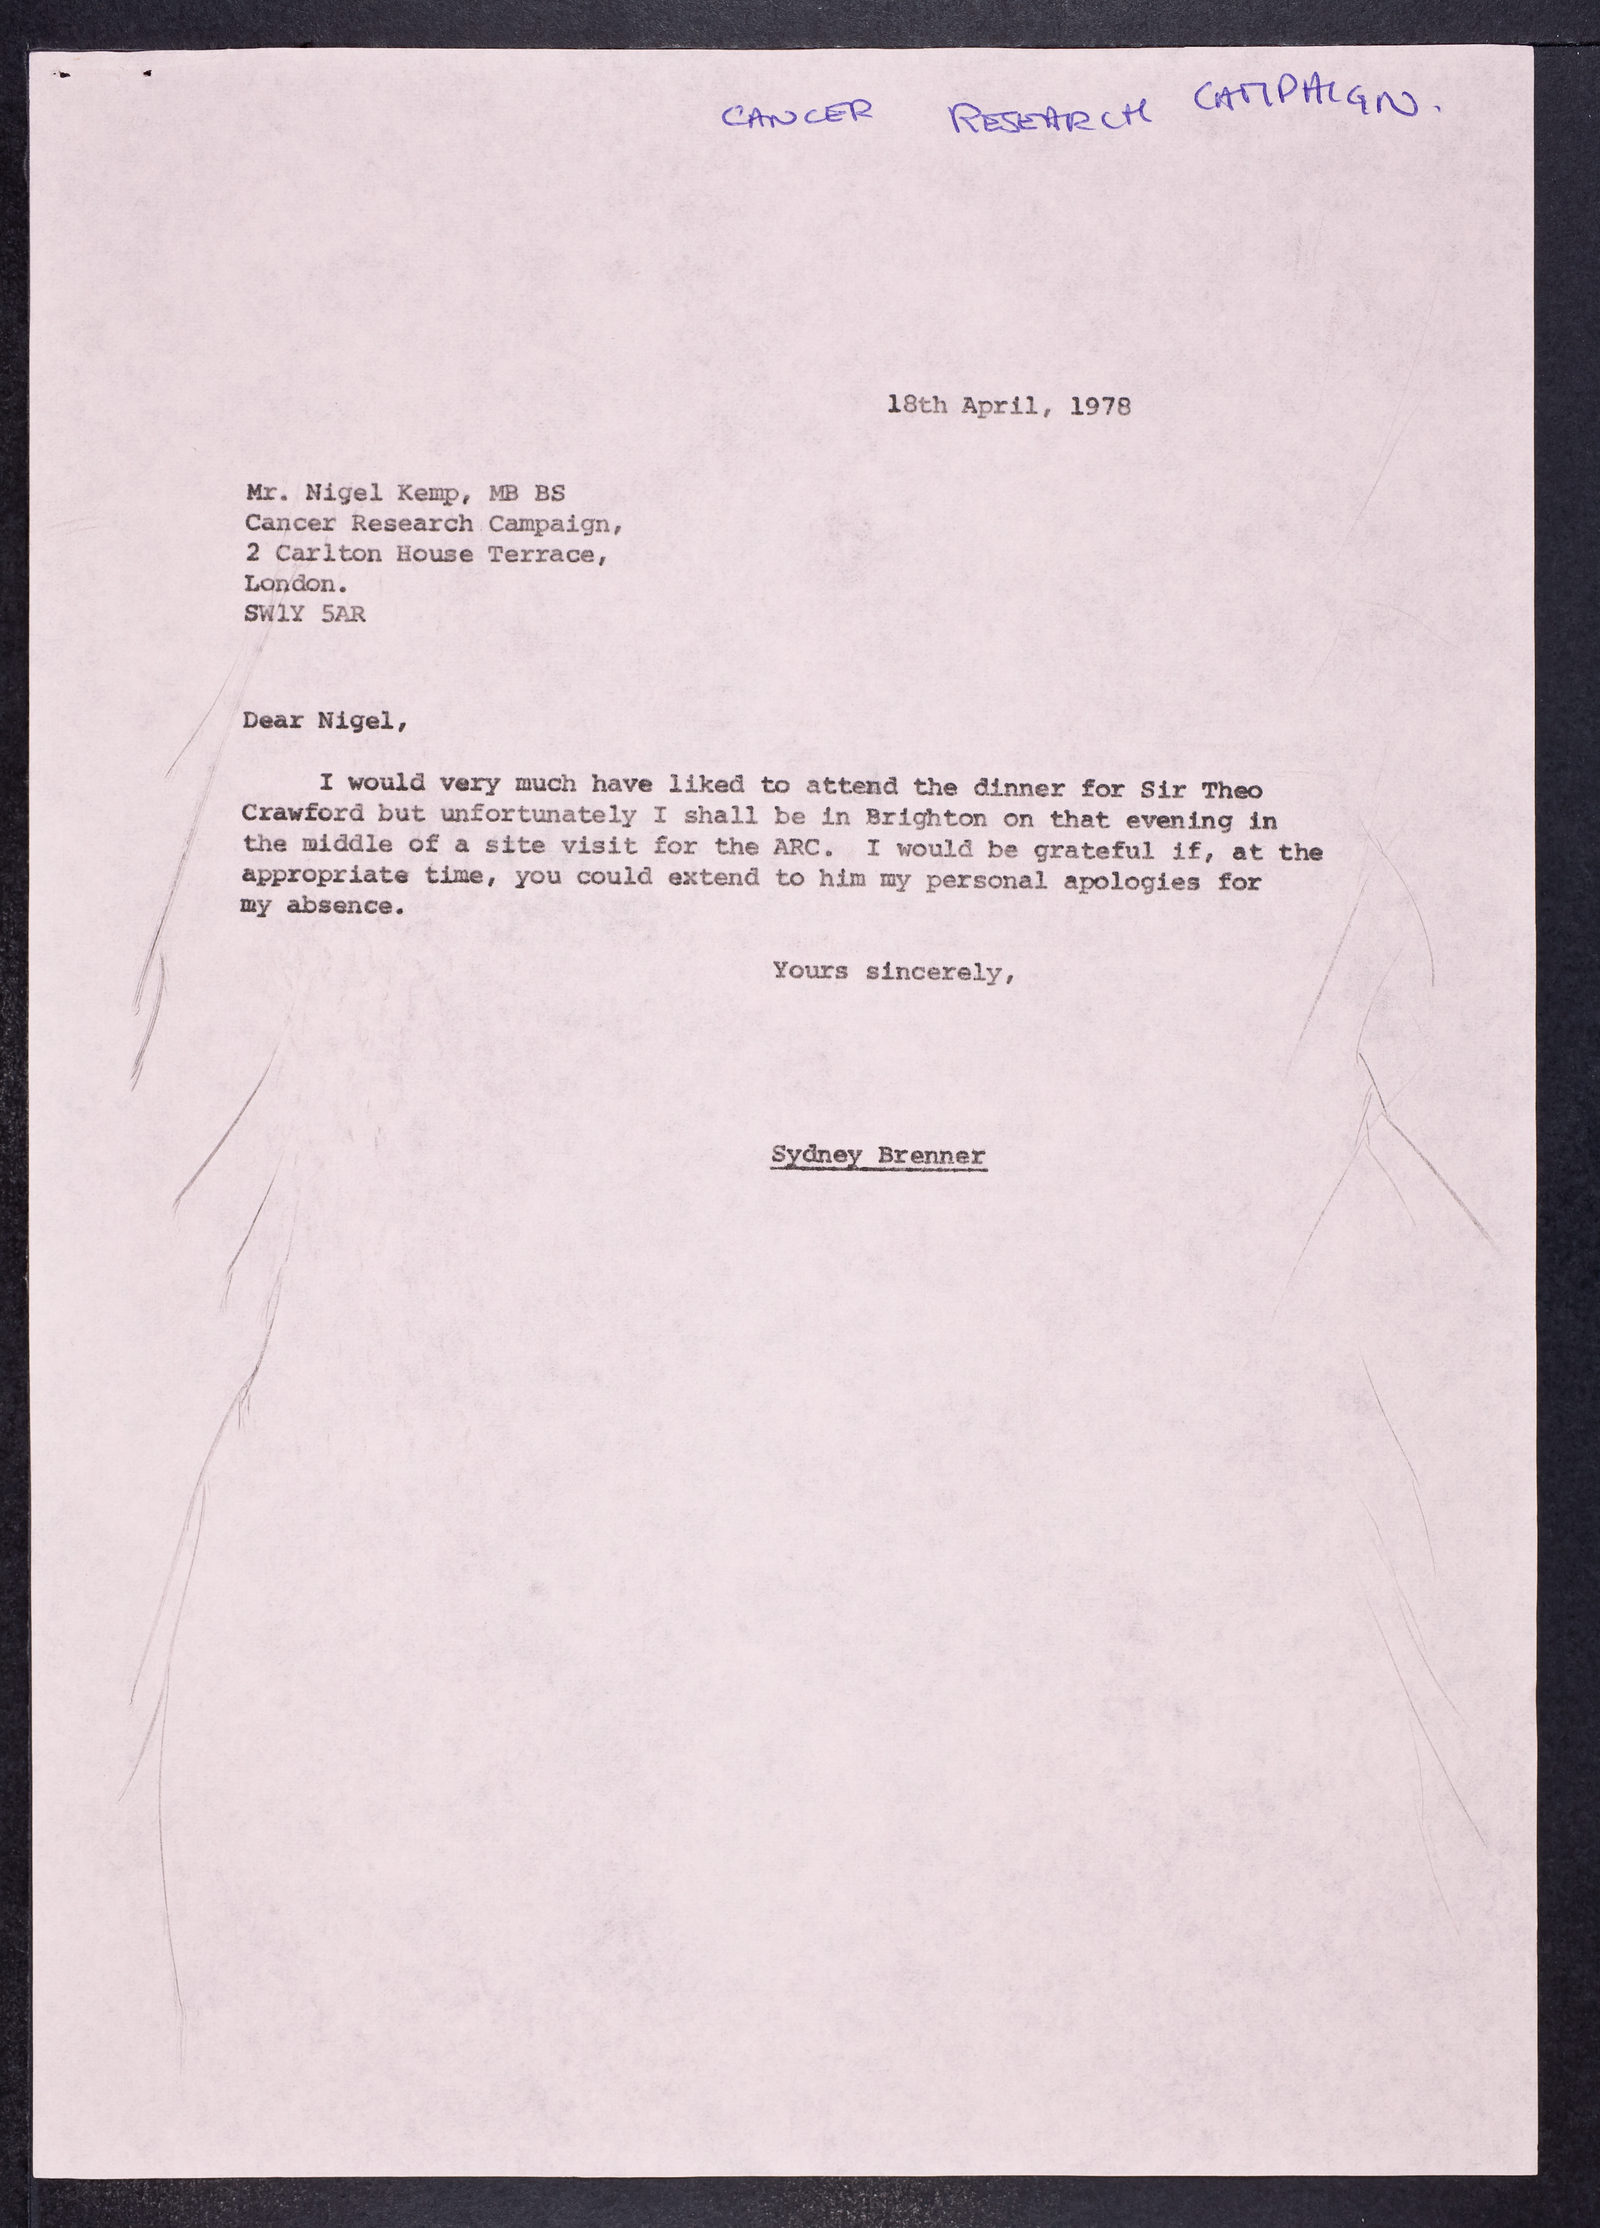 CANCER RESEARCH CAMPAIGN.
18th April, 1978
Mr. Nigel Kemp, MB BS
Cancer Research Campaign,
2 Carlton House Terrace,
London.
SW1Y 5AR
Dear Nigel,
I would very much have liked to attend the dinner for Sir Theo
Crawford but unfortunately I shall be in Brighton on that evening in
the middle of a site visit for the ARC. I would be grateful if, at the
appropriate time, you could extend to him my personal apologies for
my absence.
Yours sincerely,
Sydney Brenner